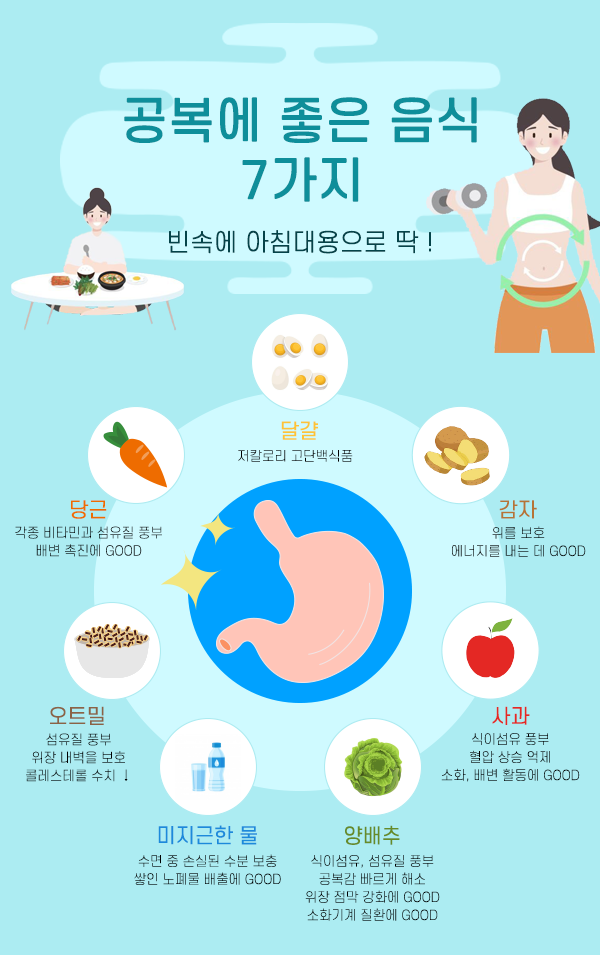 공복에 좋은 음식
7가지
빈속에 아침대용으로 딱 !
달걀
저칼로리 고단백식품
당근
각종 비타민과 섬유질 풍부
배변 촉진에 GOOD
감자
위를 보호
에너지를 내는 데 GOOD
오트밀
섬유질 풍부
위장 내벽을 보호
콜레스테롤 수치 ↓
사과
식이섬유 풍부
혈압 상승 억제
소화, 배변 활동에 GOOD
미지근한 물
수면 중 손실된 수분 보충
쌓인 노폐물 배출에 GOOD
양배추
식이섬유, 섬유질 풍부
공복감 빠르게 해소
위장 점막 강화에 GOOD
소화기계 질환에 GOOD